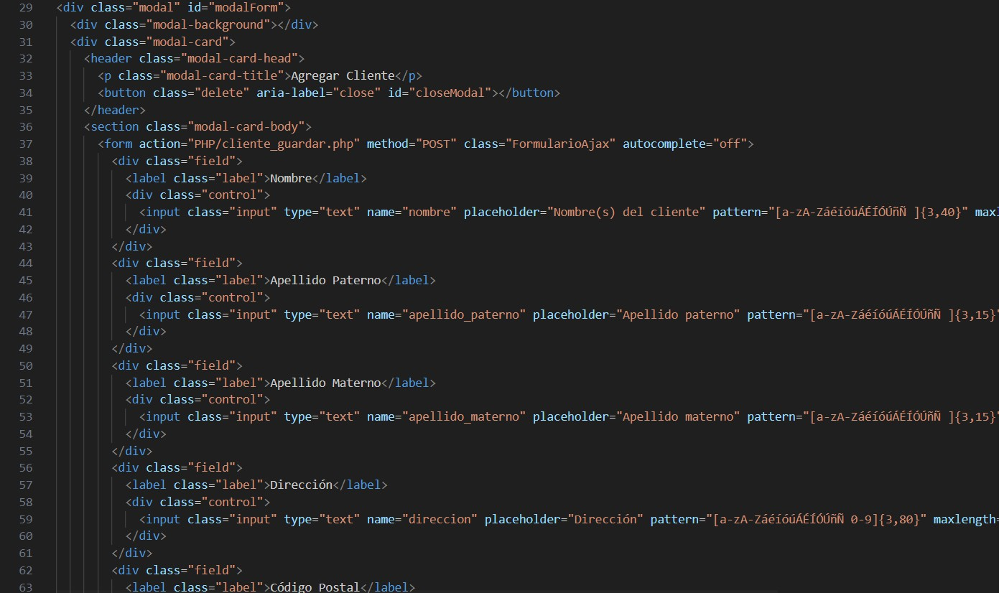 29 <div class="modal" id="modalForm">
30 <div class="modal-background"></div>
31 <div class="modal-card">
32 <header class="modal-card-head">
33 <p class="modal-card-title">Agregar Cliente</p>
34 <button class="delete" aria-label="close" id="closeModal"></button>
35 </header>
36 <section class="modal-card-body">
37 <form action="PHP/cliente_guardar.php" method="POST" class="FormularioAjax" autocomplete="off">
38 <div class="field">
39 <label class="label">Nombre</label>
40 <div class="control">
41 <input class="input" type="text" name="nombre" placeholder="Nombre(s) del cliente" pattern="[a-zA-ZáéíóúÁÉÍÓÚñÑ ]{3,40}" maxl
42 </div>
43 </div>
44 <div class="field">
45 <label class="label">Apellido Paterno</label>
46 <div class="control">
47 <input class="input" type="text" name="apellido_paterno" placeholder="Apellido paterno" pattern="[a-zA-ZáéíóúÁÉÍÓÚñÑ ]{3,15}"
48 </div>
49 </div>
50 <div class="field">
51 <label class="label">Apellido Materno</label>
52 <div class="control">
53 <input class="input" type="text" name="apellido_materno" placeholder="Apellido materno" pattern="[a-zA-ZáéíóúÁÉÍÓÚñÑ ]{3,15}"
54 </div>
55 </div>
56 <div class="field">
57 <label class="label">Dirección</label>
58 <div class="control">
59 <input class="input" type="text" name="direccion" placeholder="Dirección" pattern="[a-zA-ZáéíóúÁÉÍÓÚñÑ 0-9]{3,80}" maxlength=
60 </div>
61 </div>
62 <div class="field">
63 <label class="label">Código Postal</label>